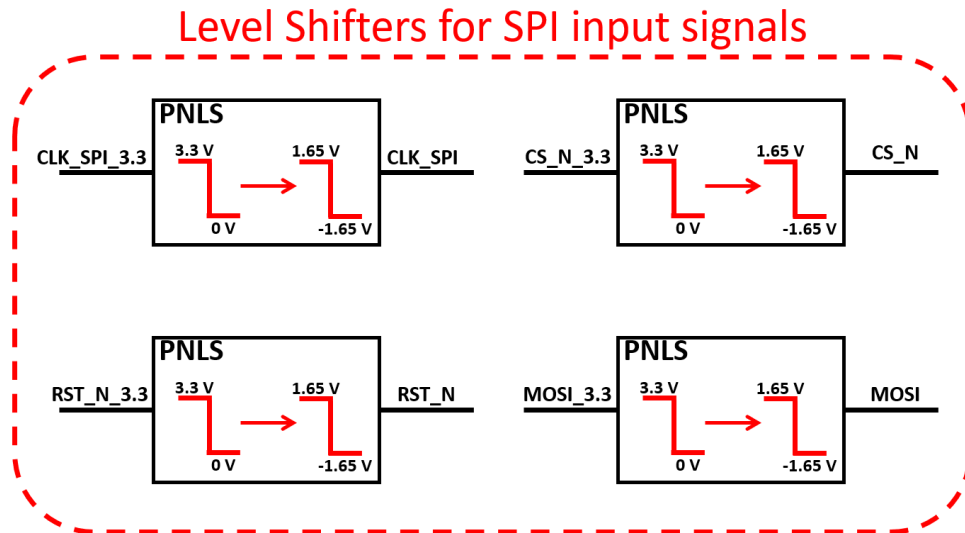 Level Shifters for SPI input signals
PNLS
CLK_SPI_3.3
3.3 V
0 V
1.65 V
-1.65 V
CLK_SPI
PNLS
CS_N_3.3
3.3 V
0 V
1.65 V
-1.65 V
CS_N
PNLS
RST_N_3.3
3.3 V
0 V
1.65 V
-1.65 V
RST_N
PNLS
MOSI_3.3
3.3 V
0 V
1.65 V
-1.65 V
MOSI